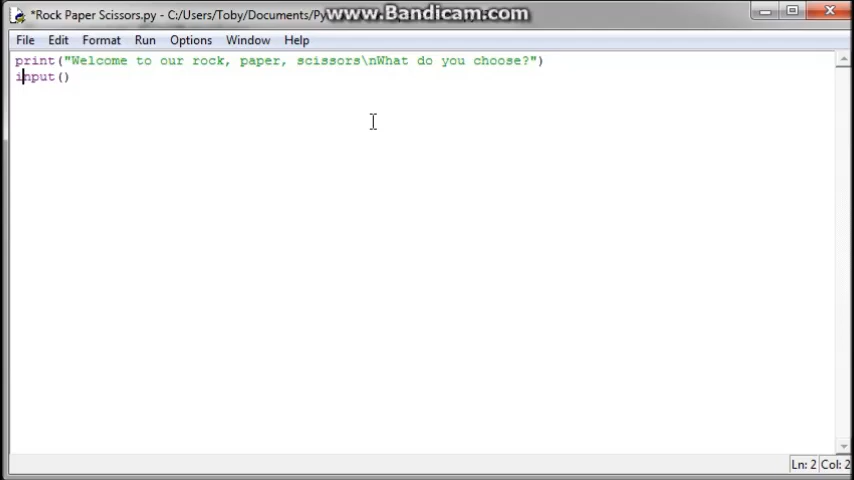 *Rock Paper Scissors.py - C:/Users/Toby/Documents/Py
www.Bandicam.com
File Edit Format Run Options Window Help
print("Welcome to our rock, paper, scissors\nWhat do you choose?")
input()
Ln: 2 Col: 2